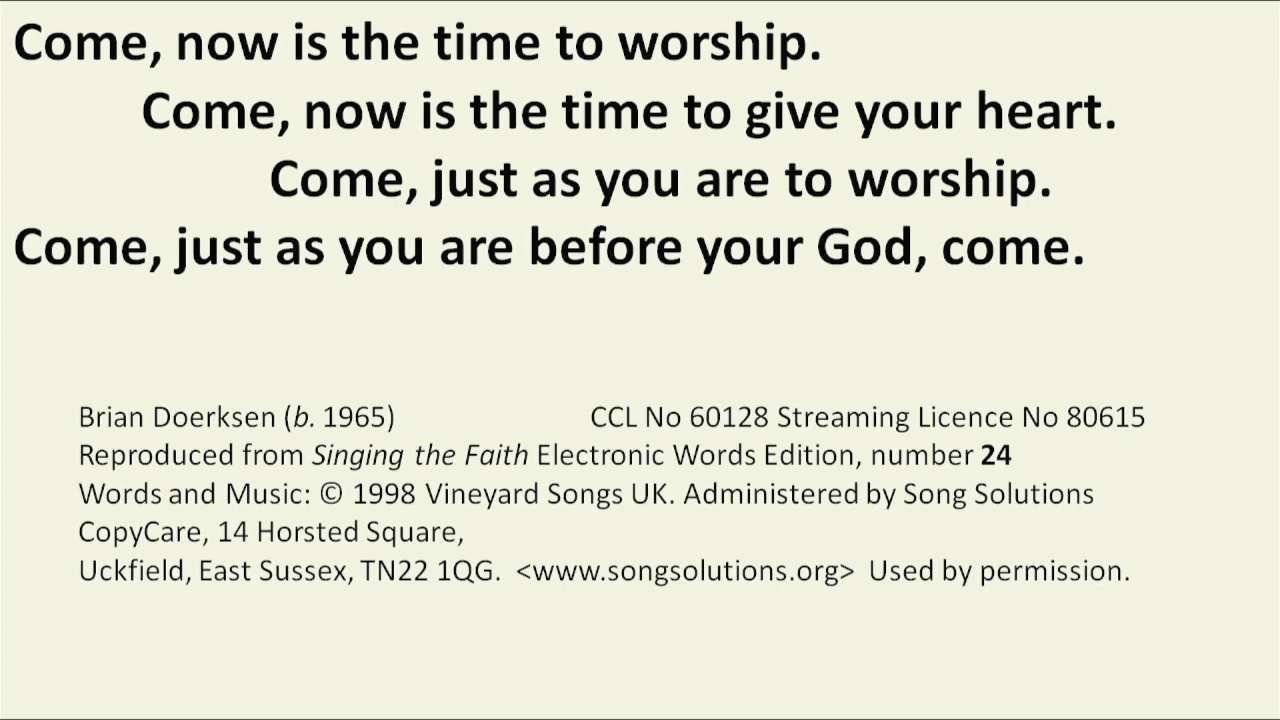 Come, now is the time to worship.
Come, now is the time to give your heart.
Come, just as you are to worship.
Come, just as you are before your God, come.
Brian Doerksen (b. 1965) CCL No 60128 Streaming Licence No 80615
Reproduced from Singing the Faith Electronic Words Edition, number 24
Words and Music: © 1998 Vineyard Songs UK. Administered by Song Solutions
CopyCare, 14 Horsted Square,
Uckfield, East Sussex, TN22 1QG. <www.songsolutions.org> Used by permission.